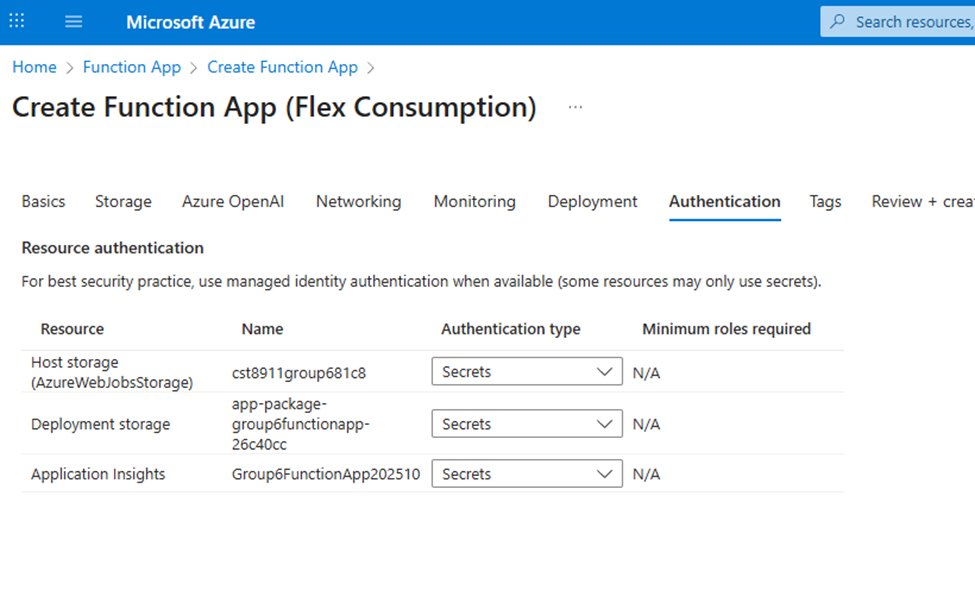 Microsoft Azure
Search resources,
Home > Function App > Create Function App >
Create Function App (Flex Consumption) ...
Basics Storage Azure OpenAI Networking Monitoring Deployment Authentication Tags Review + crea
Resource authentication
For best security practice, use managed identity authentication when available (some resources may only use secrets).
Resource Name Authentication type Minimum roles required
Host storage
(AzureWebJobsStorage) cst8911group681c8 Secrets N/A
app-package-
Deployment storage group6functionapp- Secrets N/A
26c40cc
Application Insights Group6FunctionApp202510 Secrets N/A